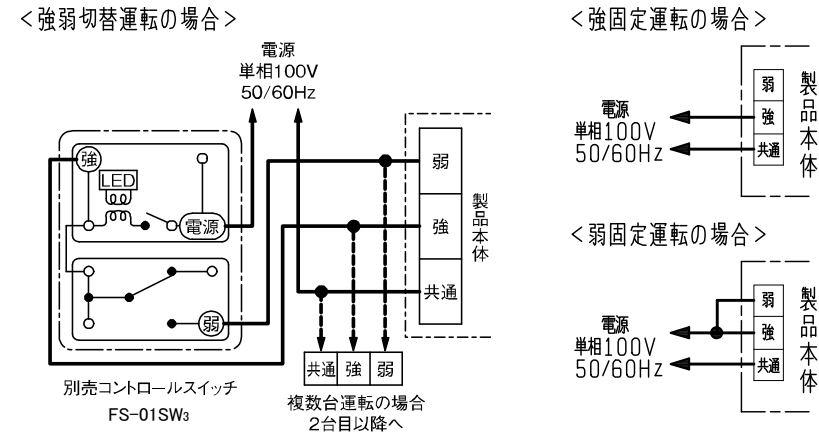 ＜強弱切替運転の場合＞
電源
単相100V
50/60Hz
強
LED
電源
弱
弱
強
共通
製品本体
共通 強 弱
別売コントロールスイッチ
FS-01SW₃
複数台運転の場合
2台目以降へ
＜強固定運転の場合＞
電源
単相100V
50/60Hz
弱
強
共通
製品本体
＜弱固定運転の場合＞
電源
単相100V
50/60Hz
弱
強
共通
製品本体